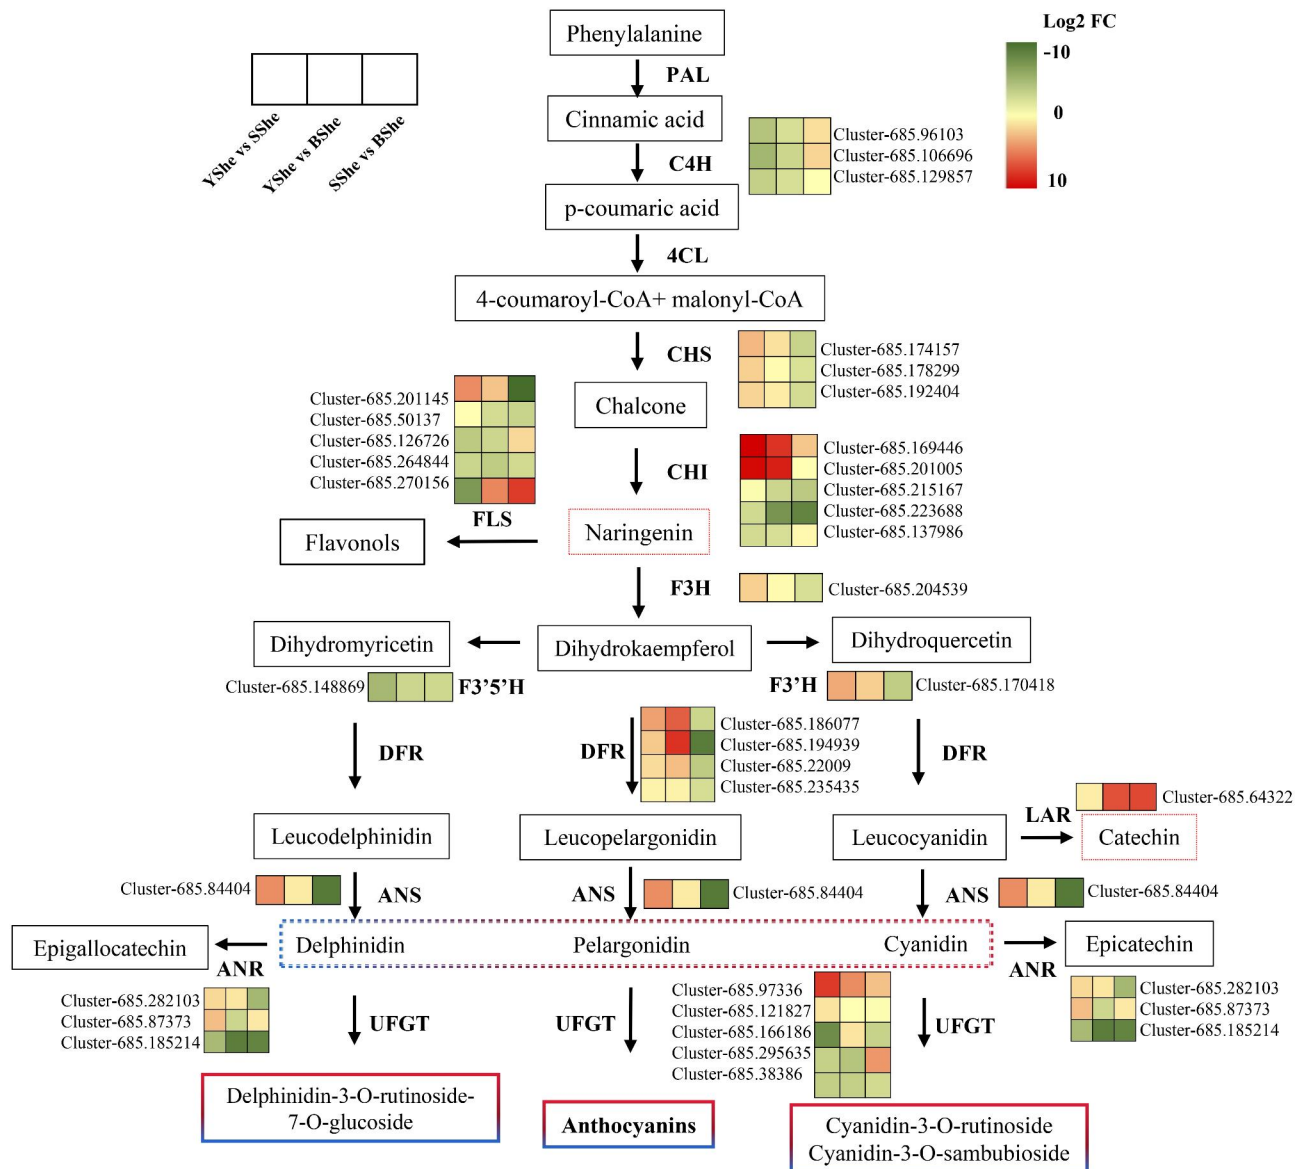 Phenylalanine
Log2 FC
-10
0
10
PAL
YShe vs SShe
YShe vs BShe
SShe vs BShe
Cinnamic acid
C4H
Cluster-685.96103
Cluster-685.106696
Cluster-685.129857
p-coumaric acid
4CL
4-coumaroyl-CoA+ malonyl-CoA
CHS
Cluster-685.174157
Cluster-685.178299
Cluster-685.192404
Chalcone
Cluster-685.201145
Cluster-685.50137
Cluster-685.126726
Cluster-685.264844
Cluster-685.270156
FLS
CHI
Cluster-685.169446
Cluster-685.201005
Cluster-685.215167
Cluster-685.223688
Cluster-685.137986
Flavonols
Naringenin
F3H
Cluster-685.204539
Dihydromyricetin
Dihydrokaempferol
Dihydroquercetin
Cluster-685.148869
F3’5’H
F3’H
Cluster-685.170418
DFR
DFR
Cluster-685.186077
Cluster-685.194939
Cluster-685.22009
Cluster-685.235435
DFR
Leucodelphinidin
Leucopelargonidin
Leucocyanidin
LAR
Cluster-685.64322
Catechin
Cluster-685.84404
ANS
ANS
Cluster-685.84404
ANS
Cluster-685.84404
Epigallocatechin
Delphinidin
Pelargonidin
Cyanidin
Epicatechin
ANR
ANR
Cluster-685.282103
Cluster-685.87373
Cluster-685.185214
UFGT
UFGT
Cluster-685.97336
Cluster-685.121827
Cluster-685.166186
Cluster-685.295635
Cluster-685.38386
UFGT
Cluster-685.282103
Cluster-685.87373
Cluster-685.185214
Delphinidin-3-O-rutinoside-
7-O-glucoside
Anthocyanins
Cyanidin-3-O-rutinoside
Cyanidin-3-O-sambubioside